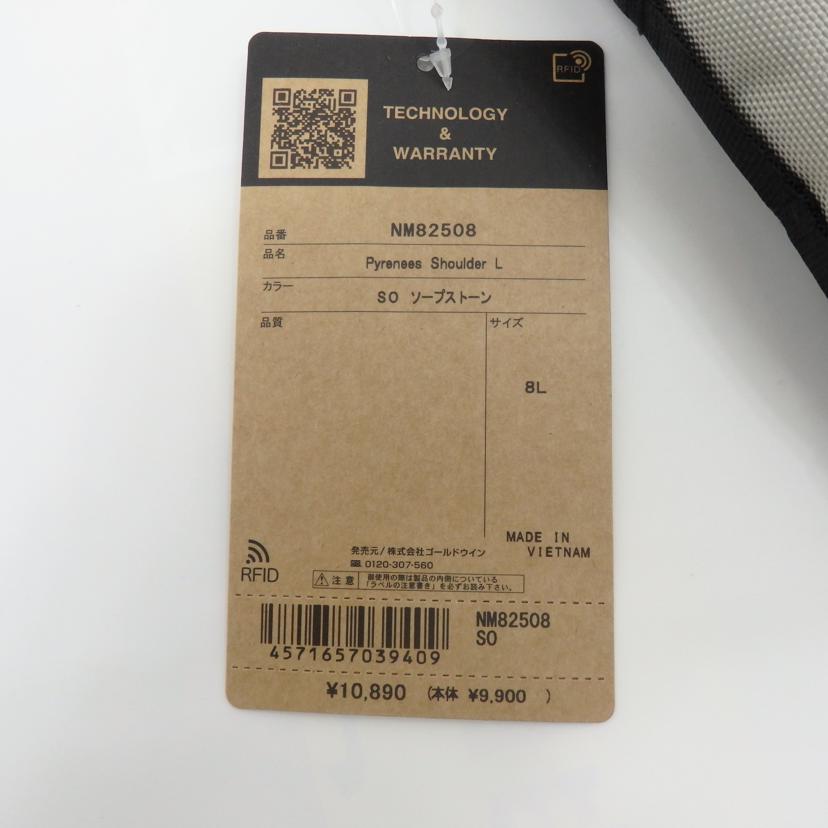 RFID
TECHNOLOGY
&
WARRANTY
品番 NM82508
品名 Pyrenees Shoulder L
カラー SO ソープストーン
品質 サイズ
8L
MADE IN
VIETNAM
RFID
発売元/株式会社ゴールドウイン
0120-307-560
注意
御使用の際は製品の内側についている
「ラベルの注意書き」を必ずお読み下さい。
4571657039409
NM82508
SO
¥10,890 (本体 ¥9,900 )